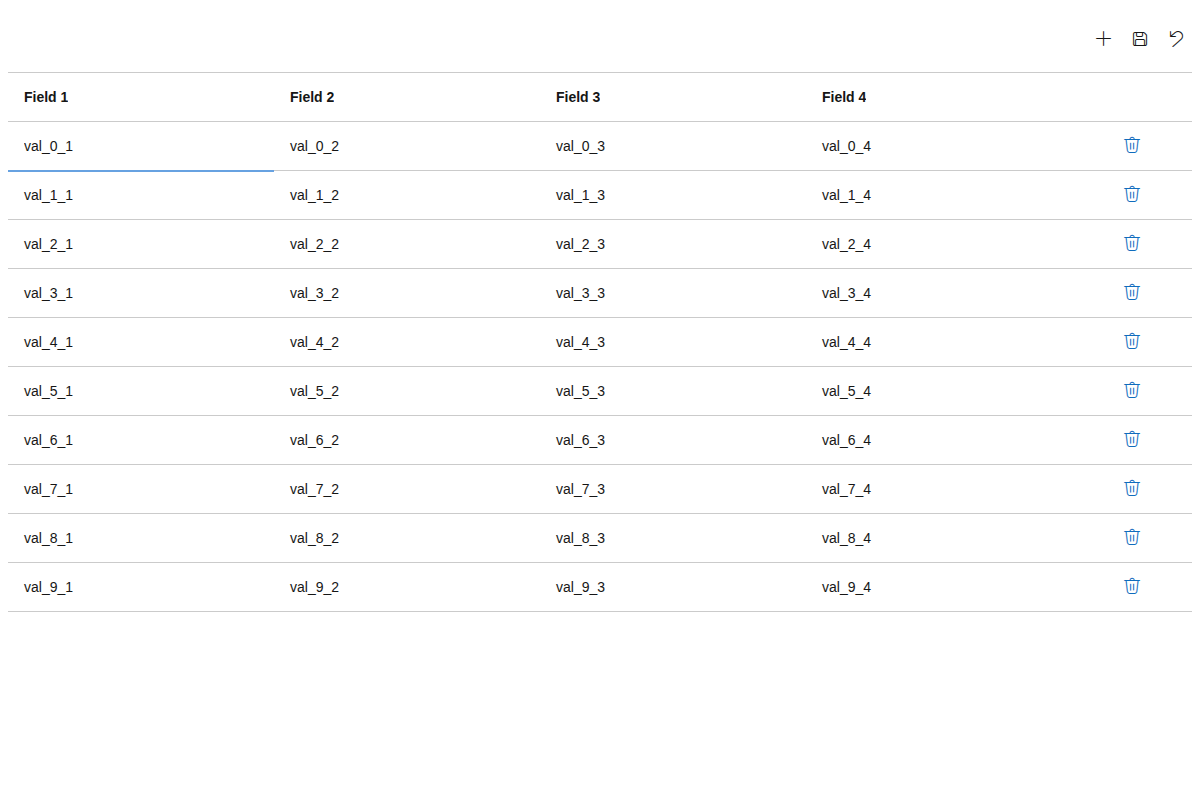 Field 1 Field 2 Field 3 Field 4
val_0_1 val_0_2 val_0_3 val_0_4
val_1_1 val_1_2 val_1_3 val_1_4
val_2_1 val_2_2 val_2_3 val_2_4
val_3_1 val_3_2 val_3_3 val_3_4
val_4_1 val_4_2 val_4_3 val_4_4
val_5_1 val_5_2 val_5_3 val_5_4
val_6_1 val_6_2 val_6_3 val_6_4
val_7_1 val_7_2 val_7_3 val_7_4
val_8_1 val_8_2 val_8_3 val_8_4
val_9_1 val_9_2 val_9_3 val_9_4